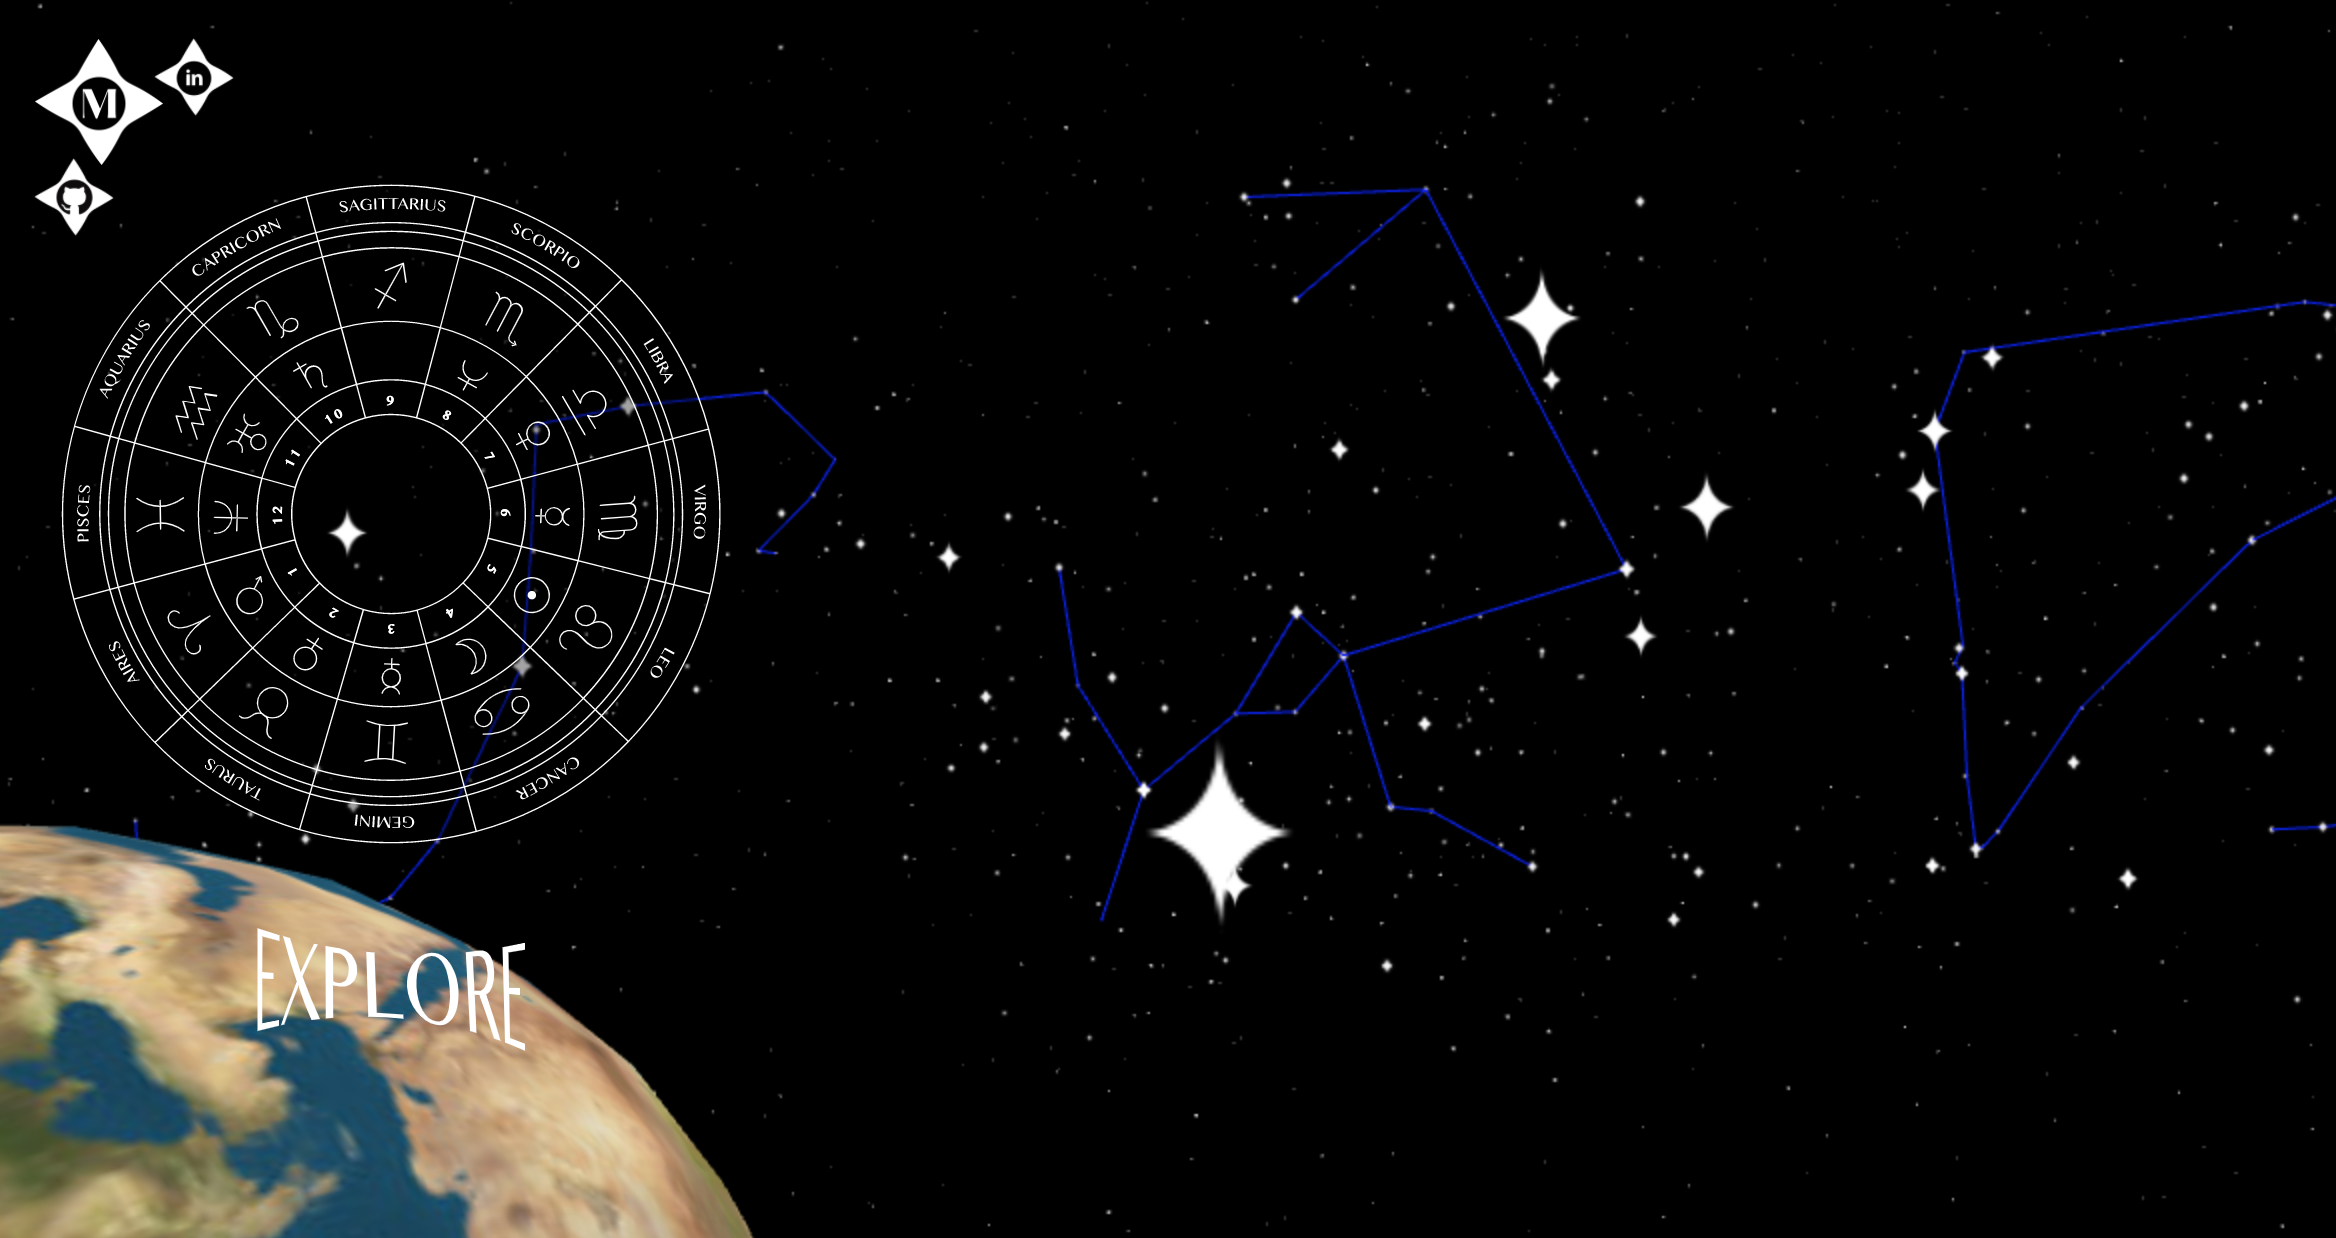 M
in
SAGITTARIUS
SCORPIO
LIBRA
VIRGO
LEO
CANCER
GEMINI
TAURUS
AIRES
PISCES
AQUARIUS
CAPRICORN
9
8
7
6
5
4
3
2
1
12
11
10
EXPLORE